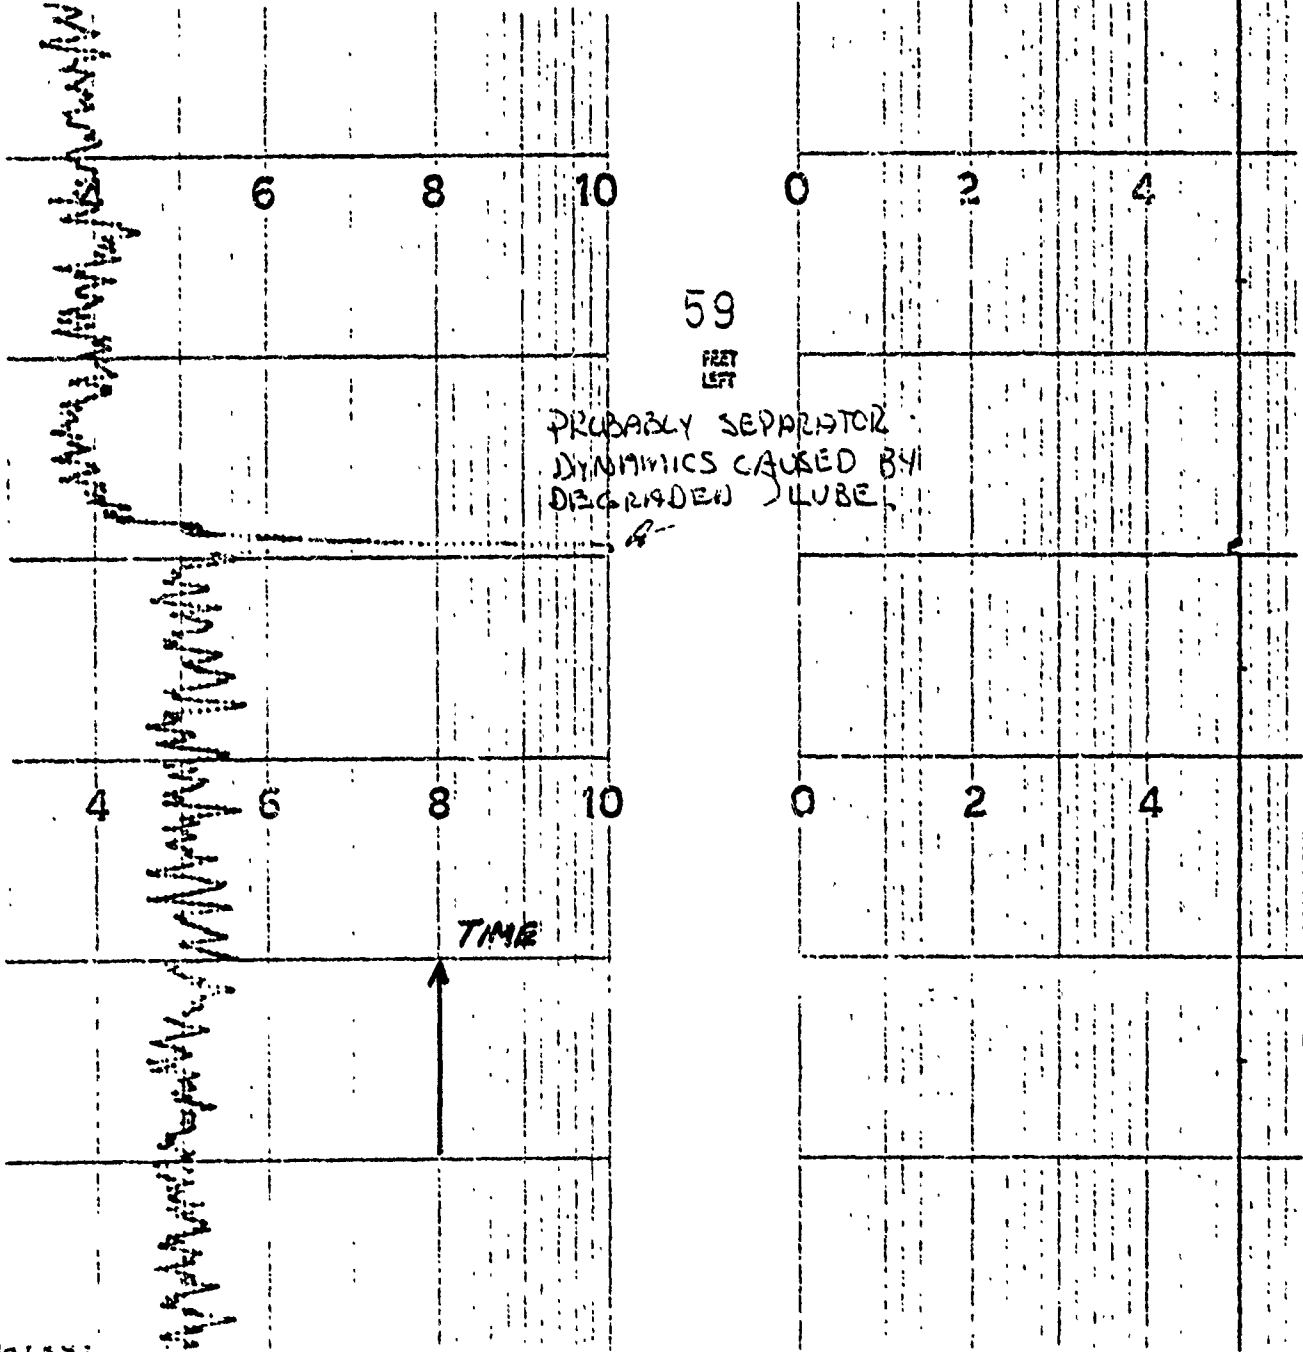 6 8 10 0 2 4
59
FEET
LEFT
PROBABLY SEPARATOR
DYNAMICS CAUSED BY
DEGRADED LUBE.
4 6 8 10 0 2 4
TIME